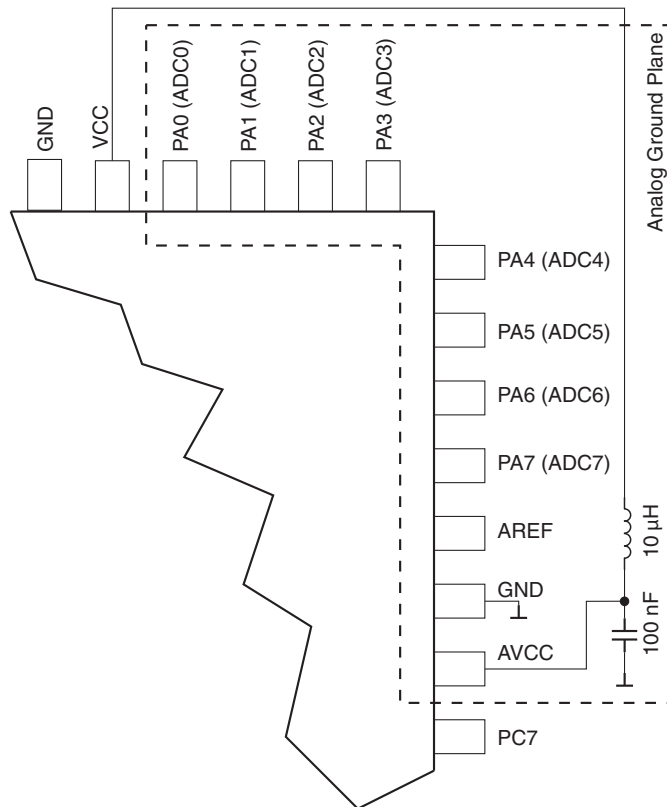 GND
VCC
PA0 (ADC0)
PA1 (ADC1)
PA2 (ADC2)
PA3 (ADC3)
Analog Ground Plane
PA4 (ADC4)
PA5 (ADC5)
PA6 (ADC6)
PA7 (ADC7)
AREF
10 μH
GND
AVCC
100 nF
PC7